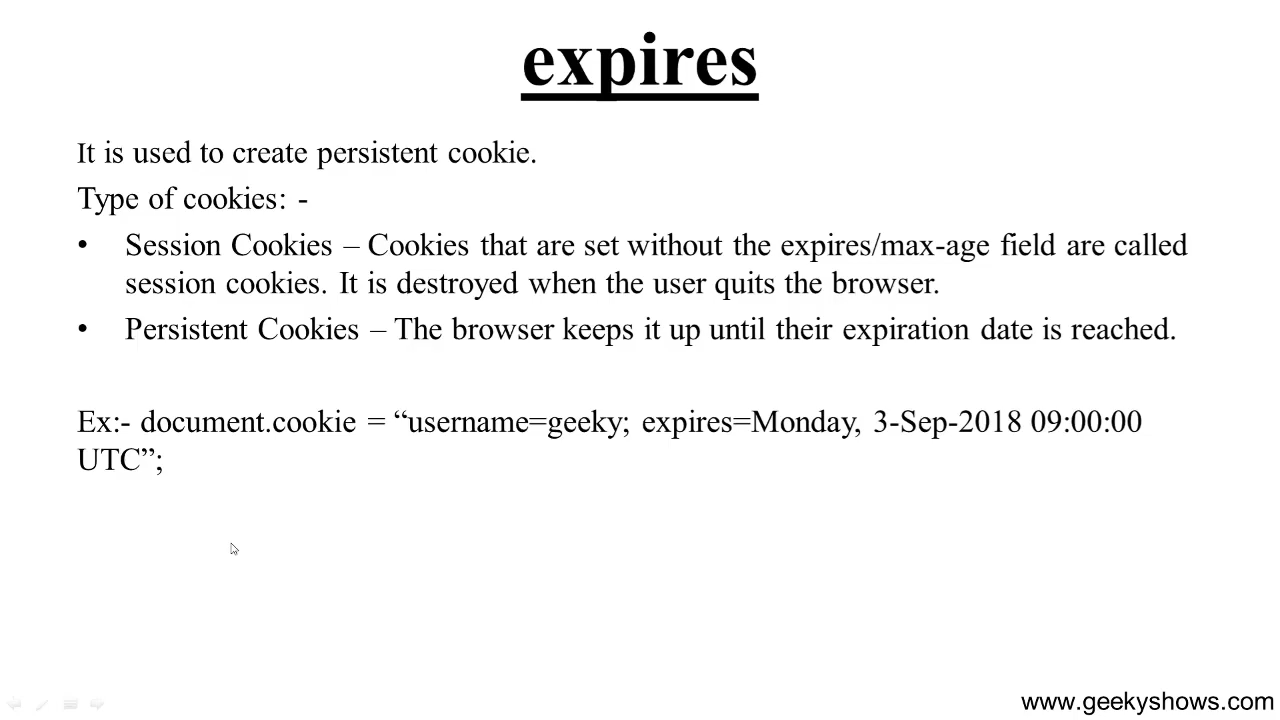 expires
It is used to create persistent cookie.
Type of cookies: -
• Session Cookies – Cookies that are set without the expires/max-age field are called
session cookies. It is destroyed when the user quits the browser.
• Persistent Cookies – The browser keeps it up until their expiration date is reached.
Ex:- document.cookie = “username=geeky; expires=Monday, 3-Sep-2018 09:00:00
UTC”;
www.geekyshows.com